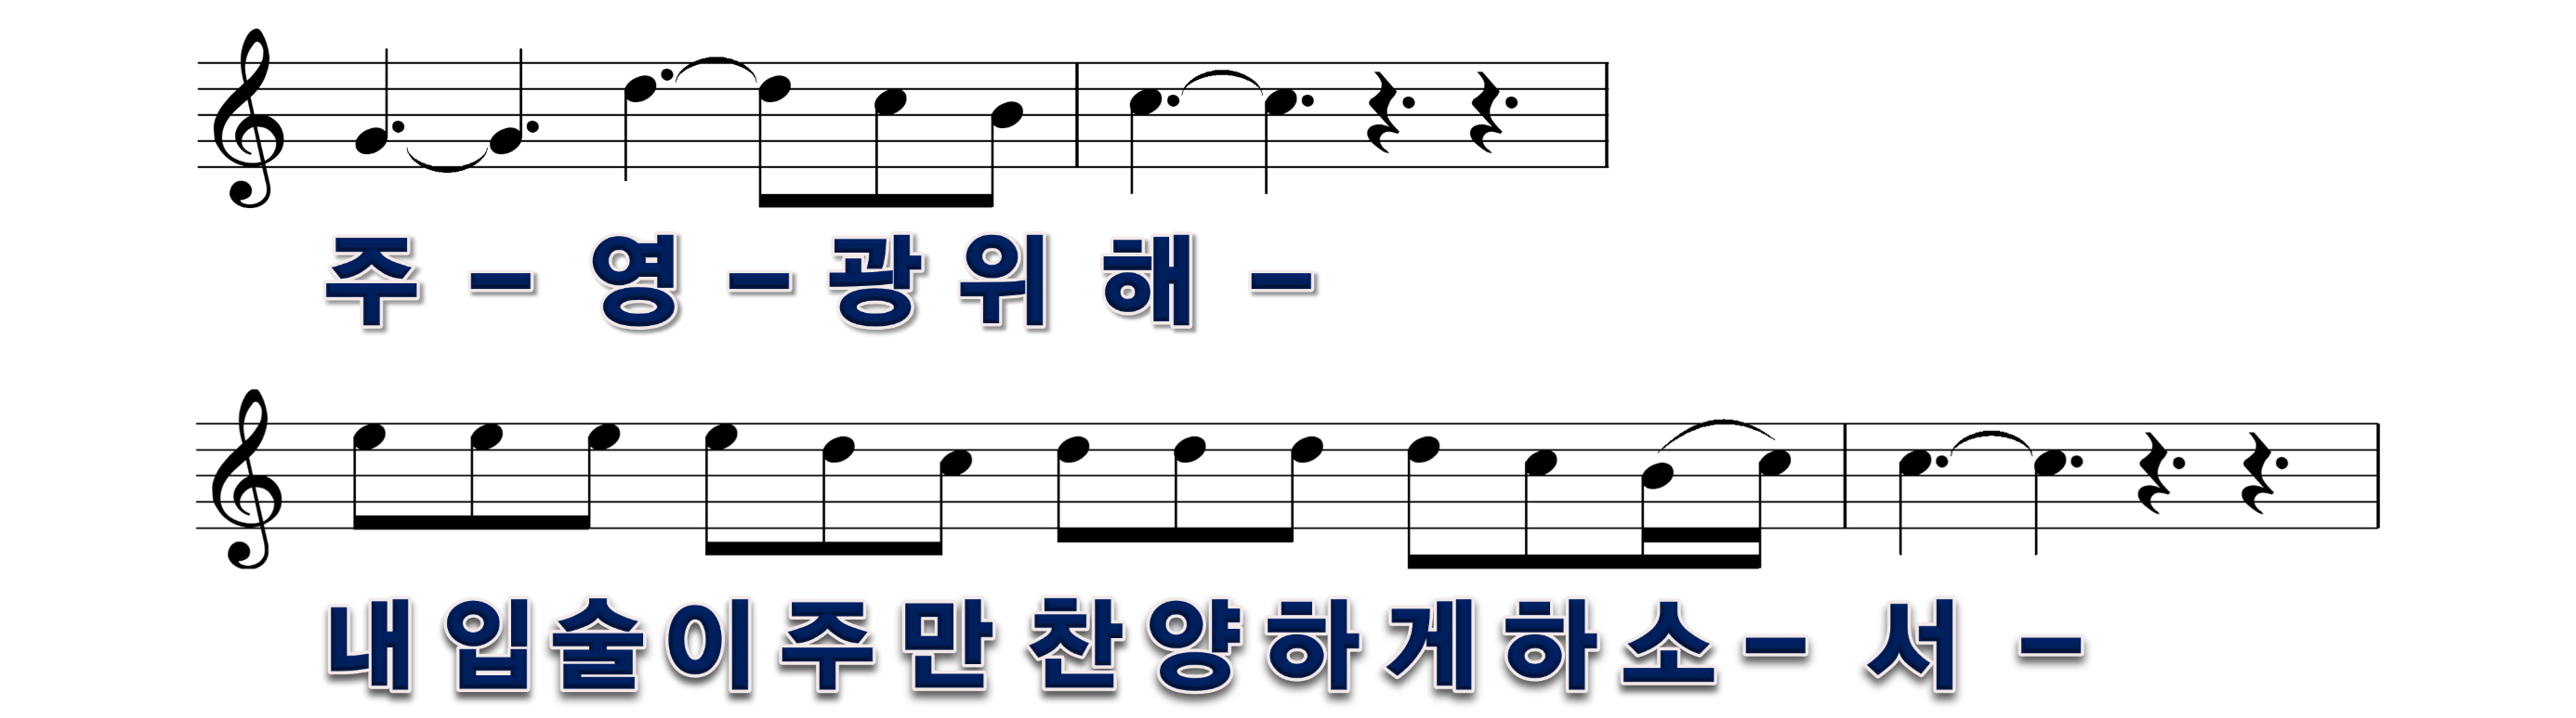 주 - 영 - 광 위 해 -
내 입 술 이 주 만 찬 양 하 게 하 소 - 서 -